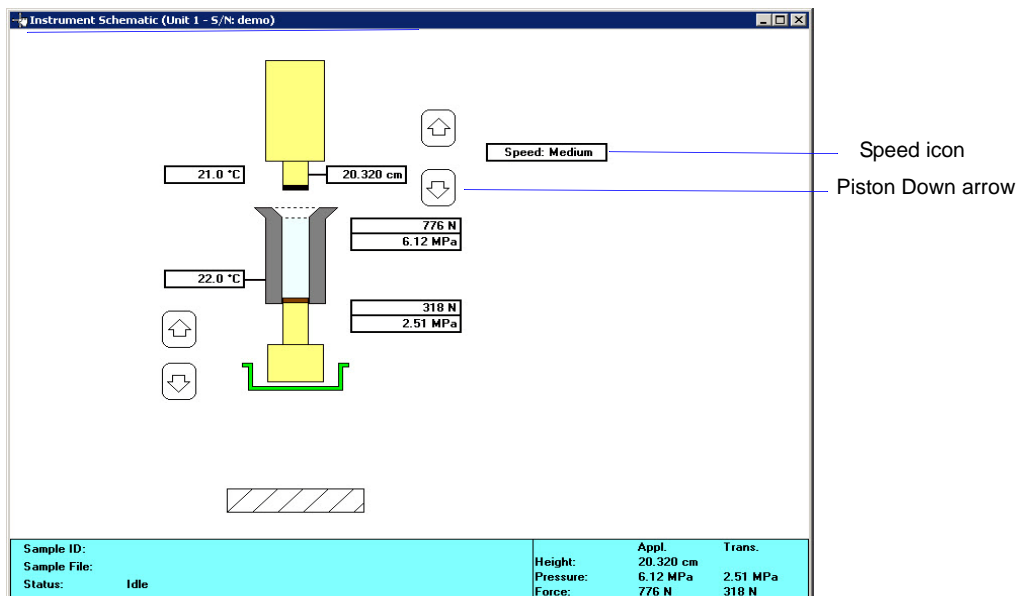 Instrument Schematic (Unit 1 - S/N: demo)
Speed: Medium
Speed icon
21.0 °C
20.320 cm
Piston Down arrow
776 N
6.12 MPa
22.0 °C
318 N
2.51 MPa
Sample ID:
Sample File:
Status: Idle
Appl. Trans.
Height: 20.320 cm
Pressure: 6.12 MPa 2.51 MPa
Force: 776 N 318 N